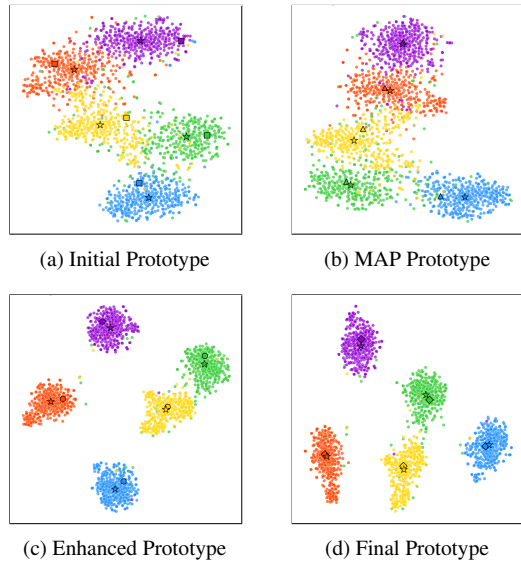 (a) Initial Prototype
(b) MAP Prototype
(c) Enhanced Prototype
(d) Final Prototype